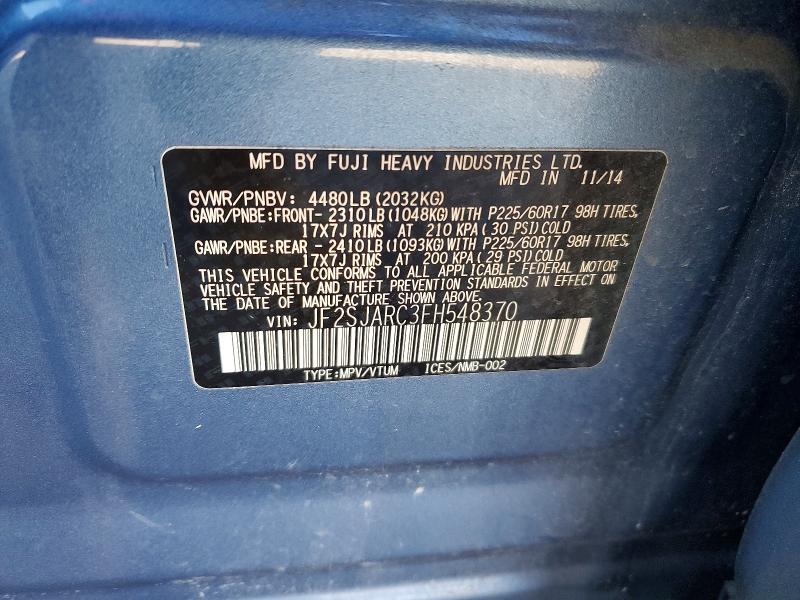 MFD BY FUJI HEAVY INDUSTRIES LTD.
MFD IN 11/14
GVWR/PNBV: 4480LB (2032KG)
GAWR/PNBE:FRONT- 2310LB (1048KG) WITH P225/60R17 98H TIRES,
17X7J RIMS AT 210 KPA ( 30 PSI) COLD
GAWR/PNBE:REAR - 2410LB (1093KG) WITH P225/60R17 98H TIRES,
17X7J RIMS AT 200 KPA ( 29 PSI) COLD
THIS VEHICLE CONFORMS TO ALL APPLICABLE FEDERAL MOTOR
VEHICLE SAFETY AND THEFT PREVENTION STANDARDS IN EFFECT ON
THE DATE OF MANUFACTURE SHOWN ABOVE.
VIN: JF2SJARC3FH548370
TYPE:MPV/VTUM ICES/NMB-002